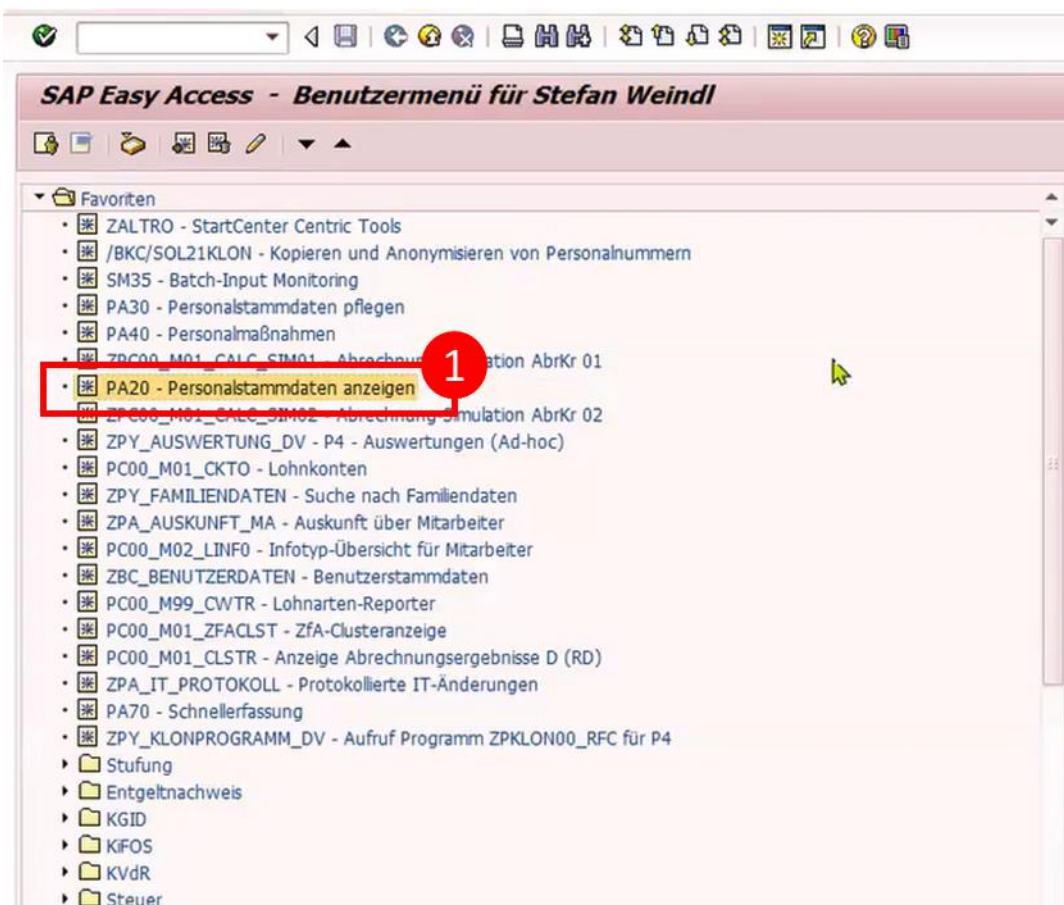 SAP Easy Access - Benutzermenü für Stefan Weindl
Favoriten
ZALTRO - StartCenter Centric Tools
/BKC/SOL21KLON - Kopieren und Anonymisieren von Personalnummern
SM35 - Batch-Input Monitoring
PA30 - Personalstammdaten pflegen
PA40 - Personalmaßnahmen
ZPC00_M01_CALC_SIM01 - Abrechnun ation AbrKr 01
1
PA20 - Personalstammdaten anzeigen
ZPC00_M01_CALC_SIM02 - Abrechnung Simulation AbrKr 02
ZPY_AUSWERTUNG_DV - P4 - Auswertungen (Ad-hoc)
PC00_M01_CKTO - Lohnkonten
ZPY_FAMILIENDATEN - Suche nach Familiendaten
ZPA_AUSKUNFT_MA - Auskunft über Mitarbeiter
PC00_M02_LINF0 - Infotyp-Übersicht für Mitarbeiter
ZBC_BENUTZERDATEN - Benutzerstammdaten
PC00_M99_CWTR - Lohnarten-Reporter
PC00_M01_ZFACLST - ZfA-Clusteranzeige
PC00_M01_CLSTR - Anzeige Abrechnungsergebnisse D (RD)
ZPA_IT_PROTOKOLL - Protokollierte IT-Änderungen
PA70 - Schnellerfassung
ZPY_KLONPROGRAMM_DV - Aufruf Programm ZPKLON00_RFC für P4
Stufung
Entgeltnachweis
KGID
KiFOS
KVdR
Steuer